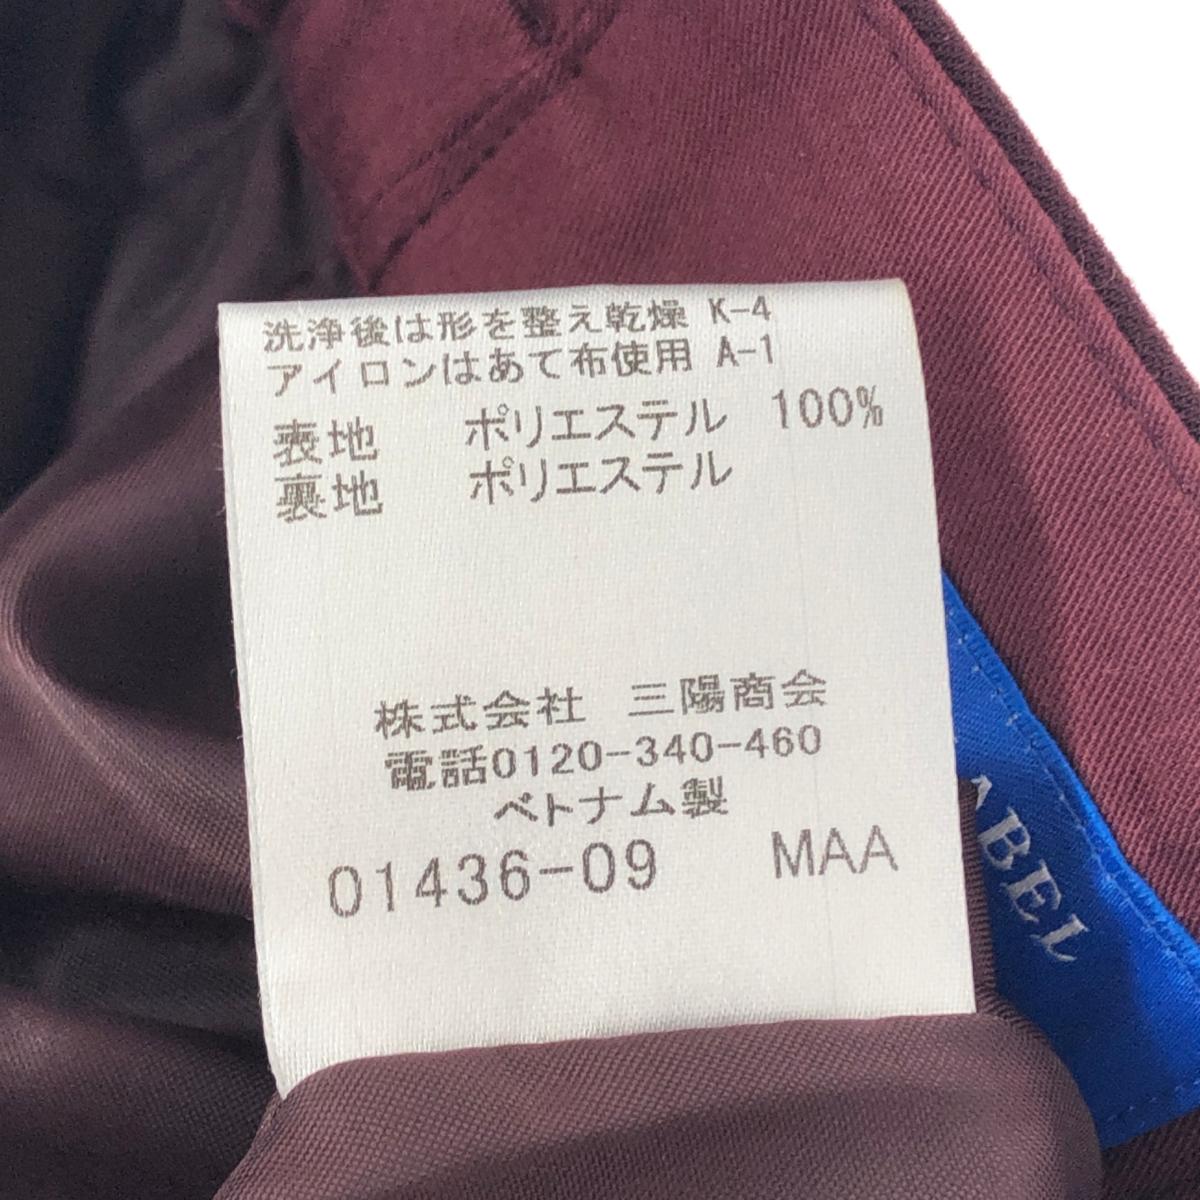 洗浄後は形を整え乾燥 K-4
アイロンはあて布使用 A-1
表地 ポリエステル 100%
裏地 ポリエステル
株式会社 三陽商会
電話0120-340-460
ベトナム製
01436-09 MAA
ABEL